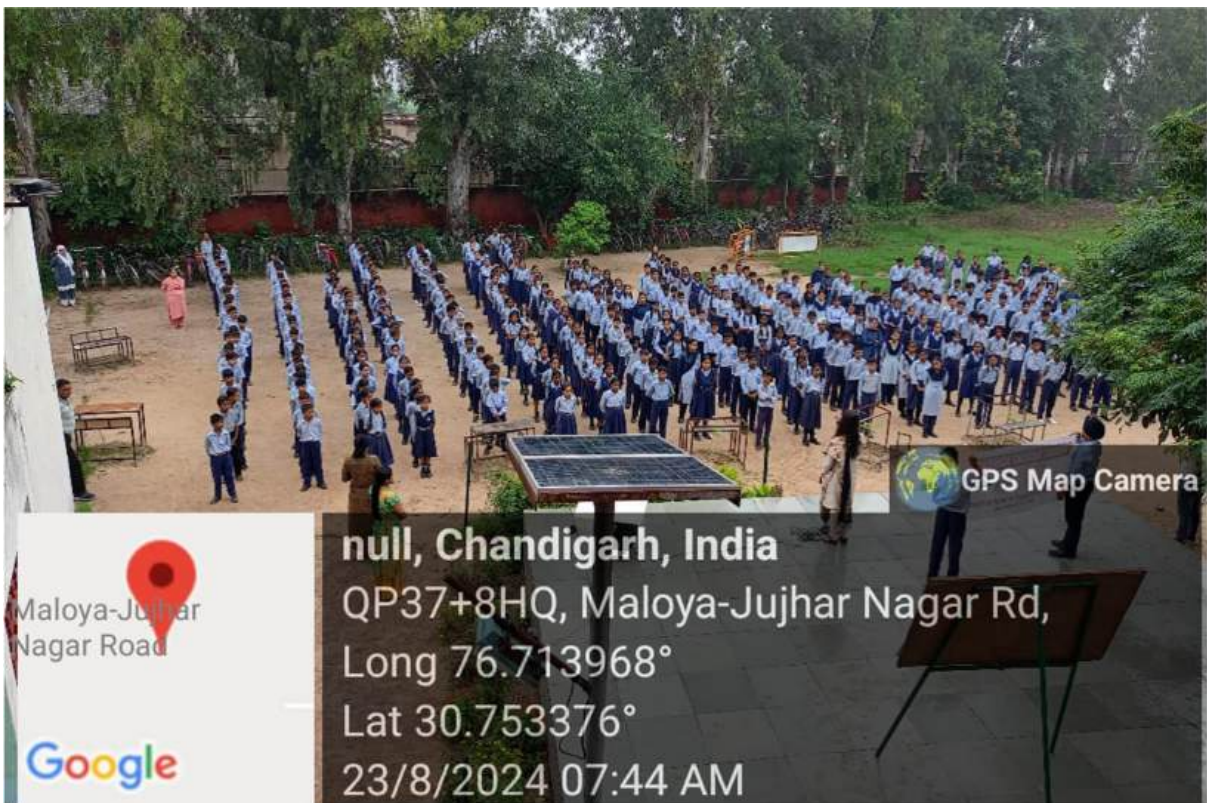 GPS Map Camera
null, Chandigarh, India
QP37+8HQ, Maloya-Jujhar Nagar Rd,
Long 76.713968°
Lat 30.753376°
23/8/2024 07:44 AM
Maloya-Jujhar
Nagar Road
Google